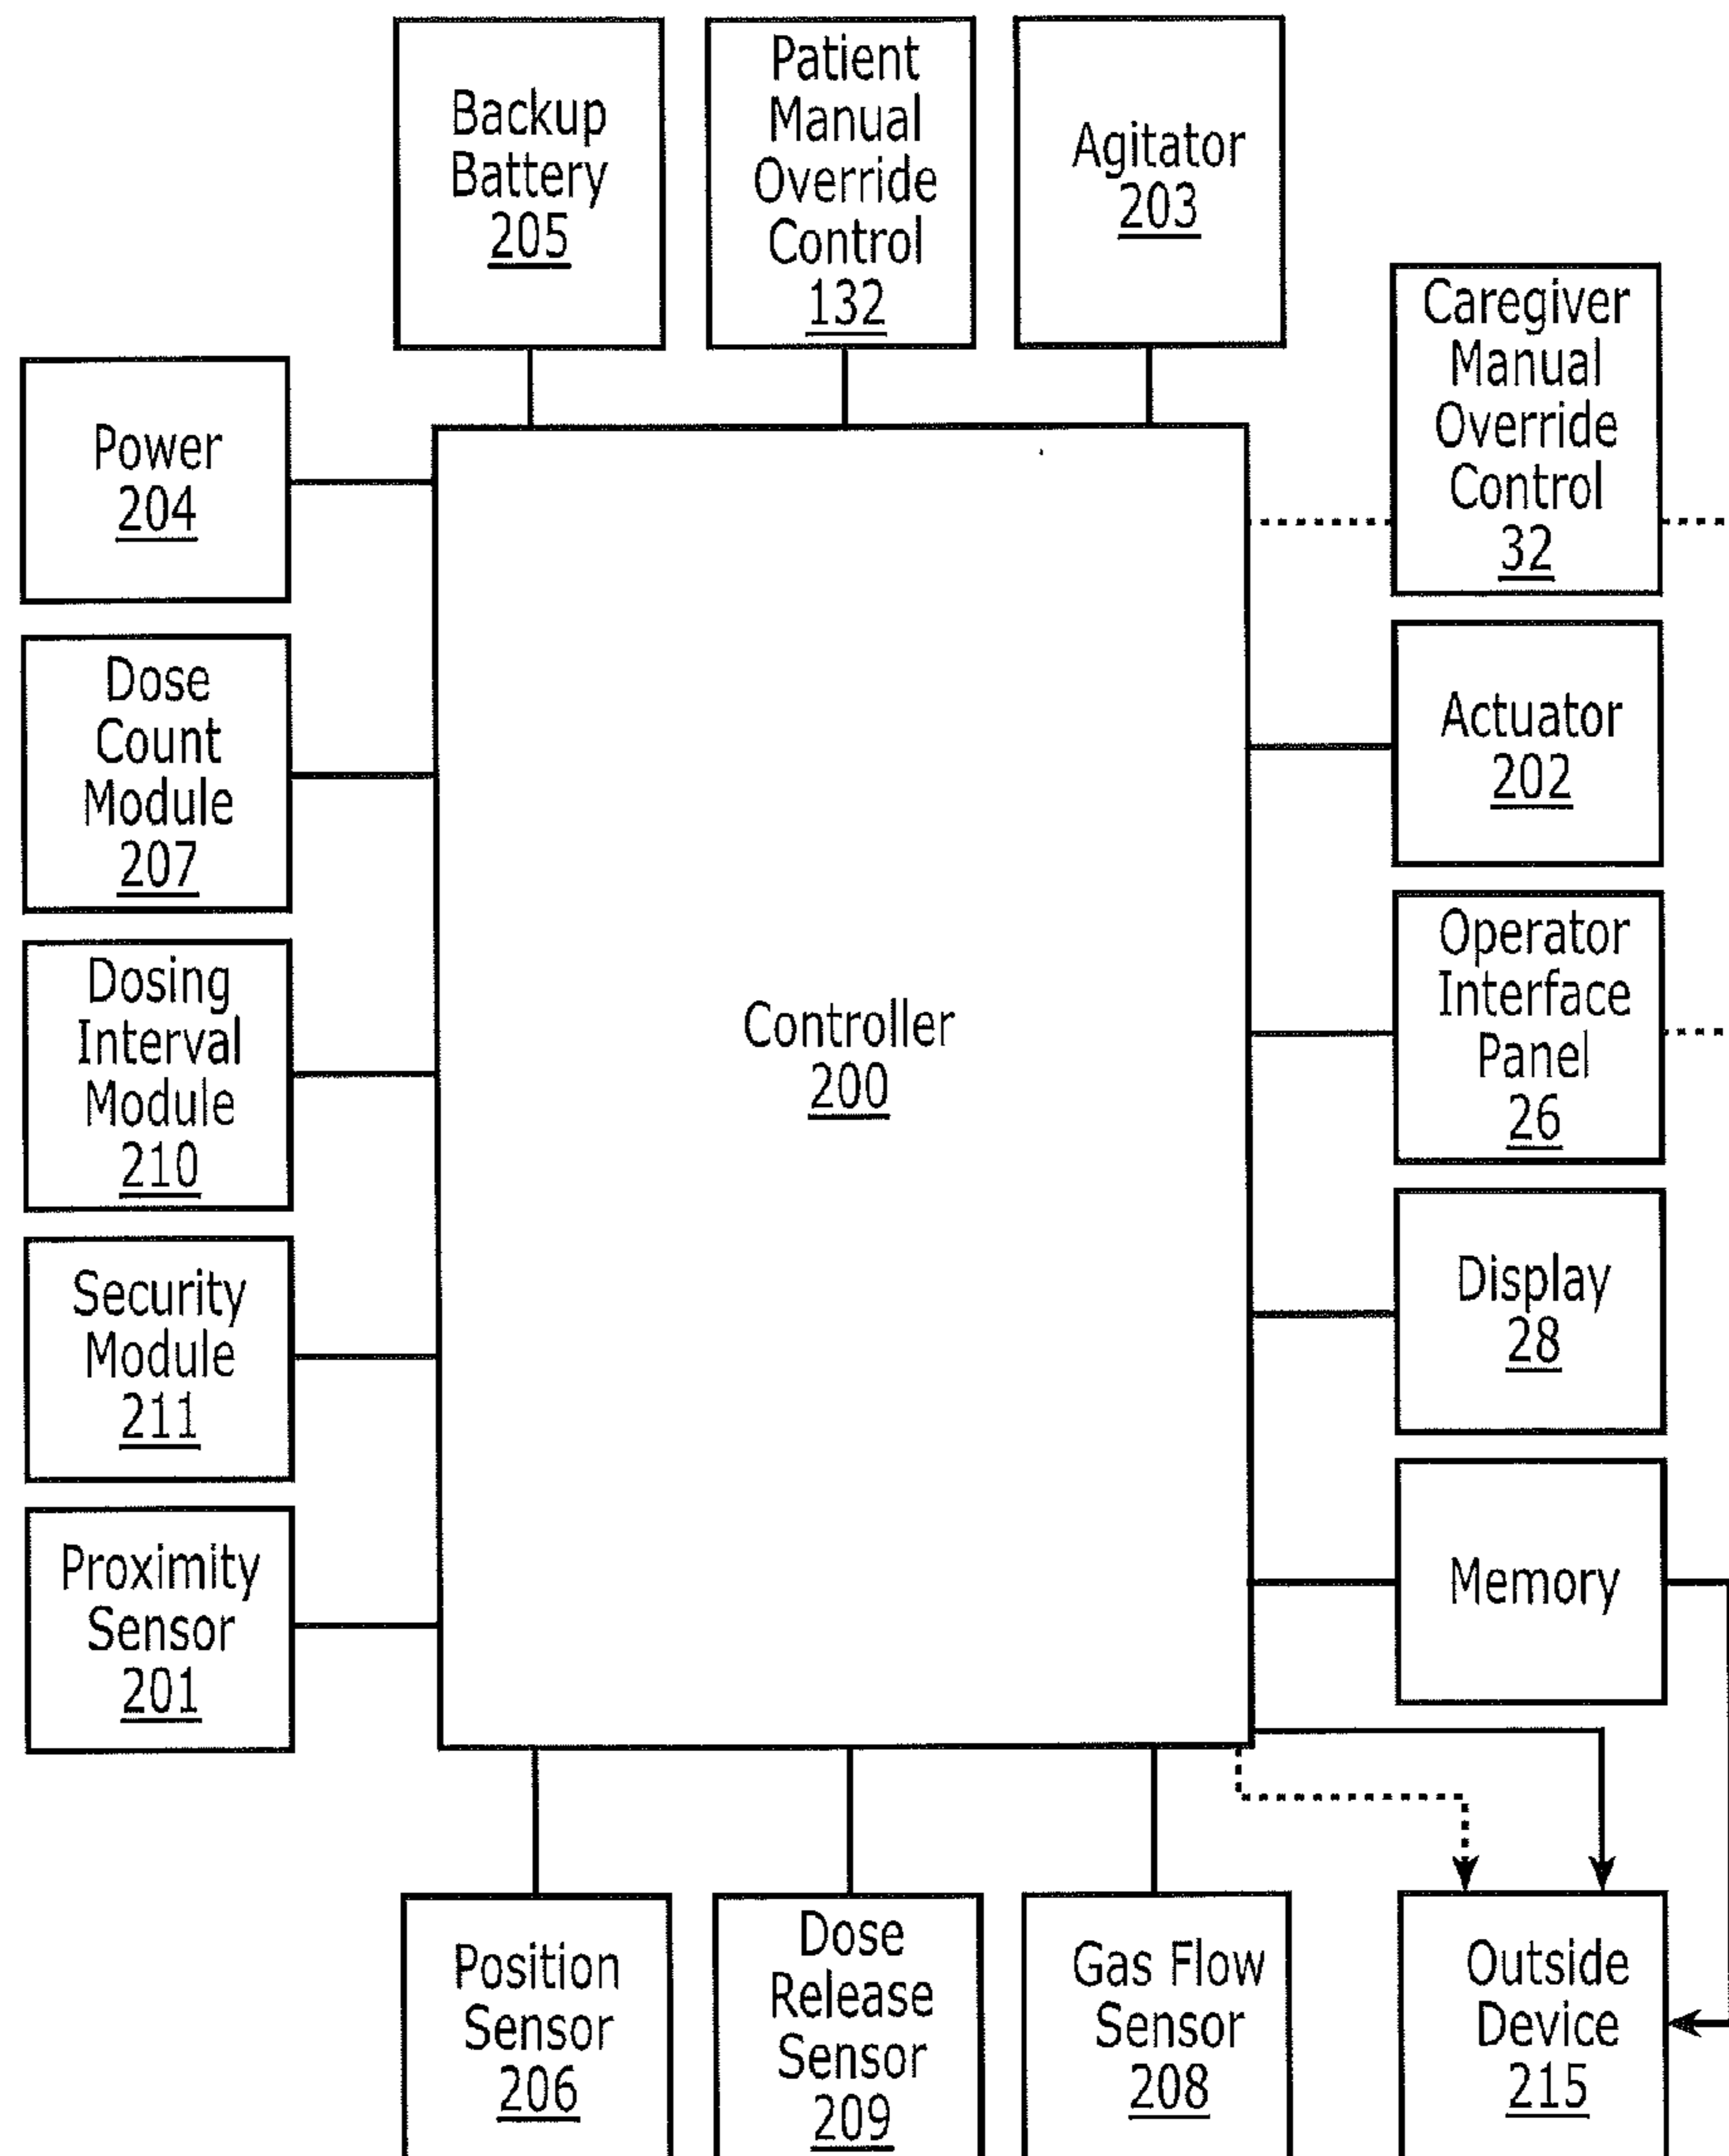 Backup
Battery
205
Patient
Manual
Override
Control
132
Agitator
203
Caregiver
Manual
Override
Control
32
Power
204
Dose
Count
Module
207
Dosing
Interval
Module
210
Security
Module
211
Proximity
Sensor
201
Controller
200
Actuator
202
Operator
Interface
Panel
26
Display
28
Memory
Position
Sensor
206
Dose
Release
Sensor
209
Gas Flow
Sensor
208
Outside
Device
215